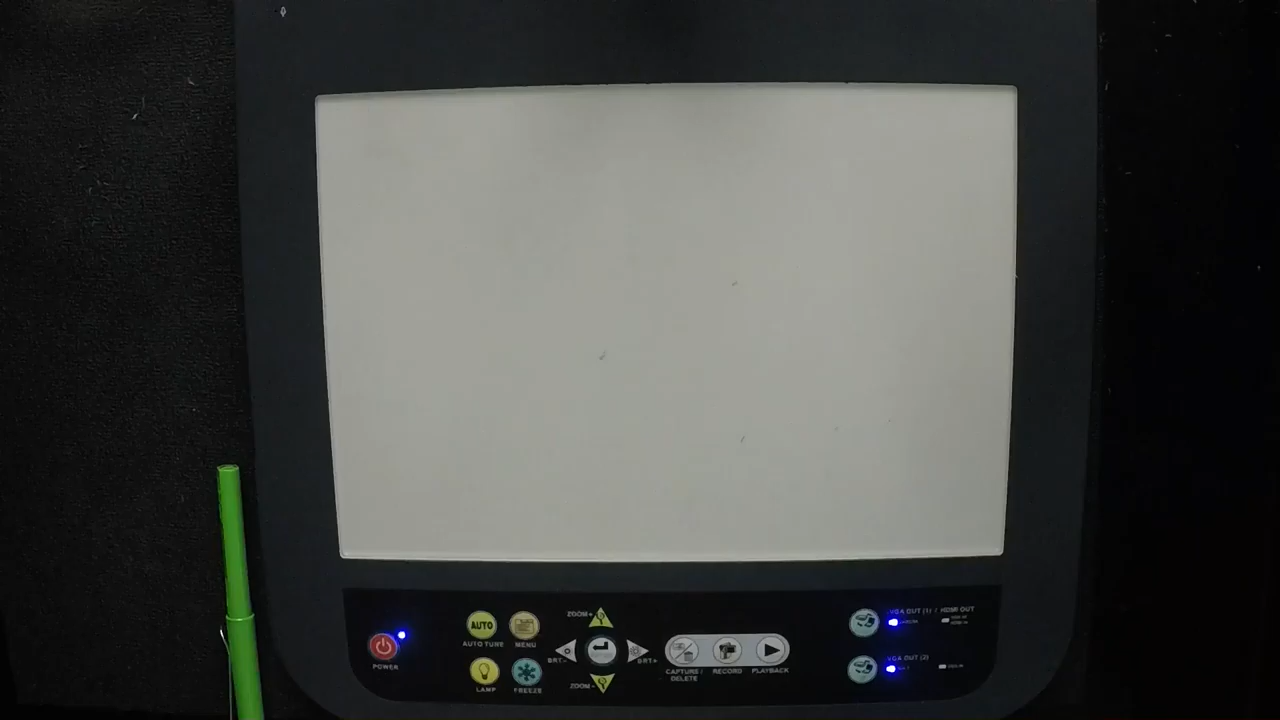 ZOOM+
VGA OUT (1) / HDMI OUT
AUTO
AUTO TUNE
MENU
POWER
BRT-
BRT+
CAPTURE /
DELETE
RECORD
PLAYBACK
VGA OUT (2)
LAMP
FREEZE
ZOOM-